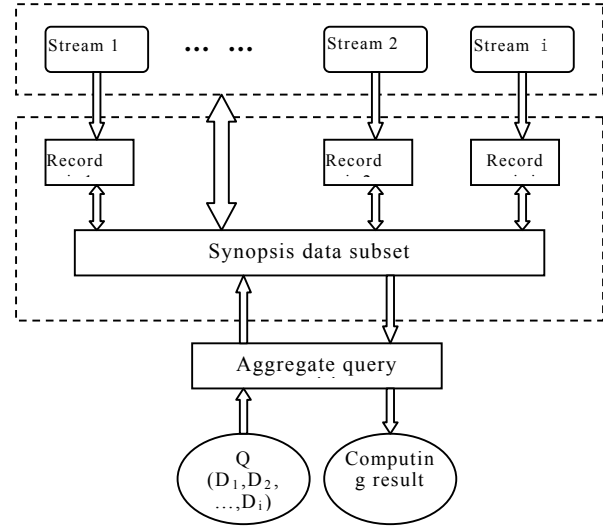 Stream 1
... ...
Stream 2
Stream i
Record
Record
Record
Synopsis data subset
Aggregate query
Q
(D₁,D₂,
…,Dᵢ)
Computin
g result